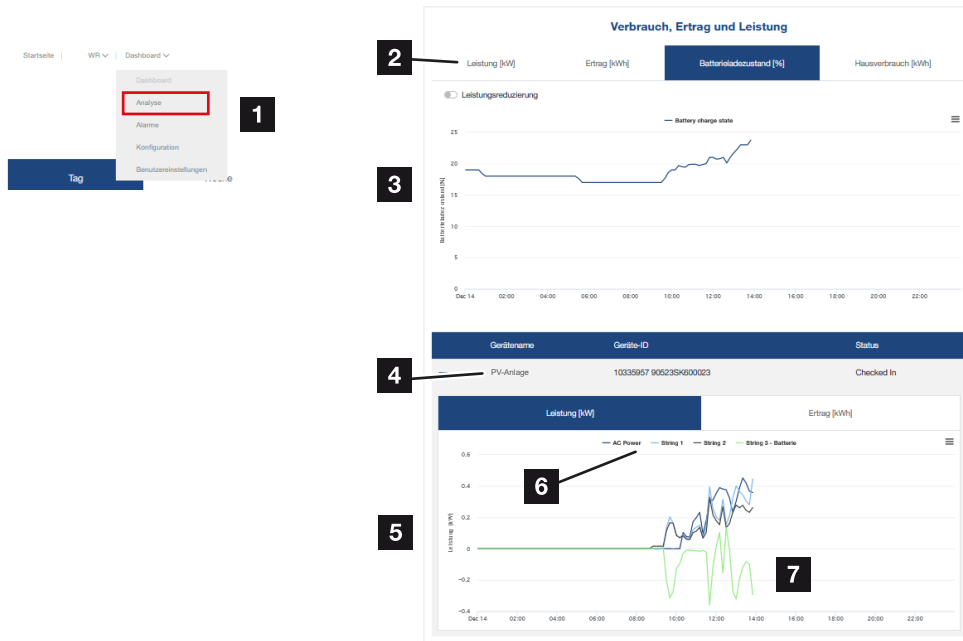 Startseite | WR | Dashboard
Dashboard
Analyse
Alarme
Konfiguration
Benutzereinstellungen
Tag
1
Verbrauch, Ertrag und Leistung
2
Leistung [kW] Ertrag [kWh] Batterieladezustand [%] Hausverbrauch [kWh]
Leistungsreduzierung
Battery charge state
25
20
3
15
10
5
0
Batterieladezustand [%]
Dec 14 02:00 04:00 06:00 08:00 10:00 12:00 14:00 16:00 18:00 20:00 22:00
Gerätename Geräte-ID Status
4
PV-Anlage 10335957 90523SK600023 Checked In
Leistung [kW] Ertrag [kWh]
AC Power String 1 String 2 String 3 - Batterie
0.6
6
0.4
0.2
5
0
7
−0.2
−0.4
Leistung [kW]
Dec 14 02:00 04:00 06:00 08:00 10:00 12:00 14:00 16:00 18:00 20:00 22:00